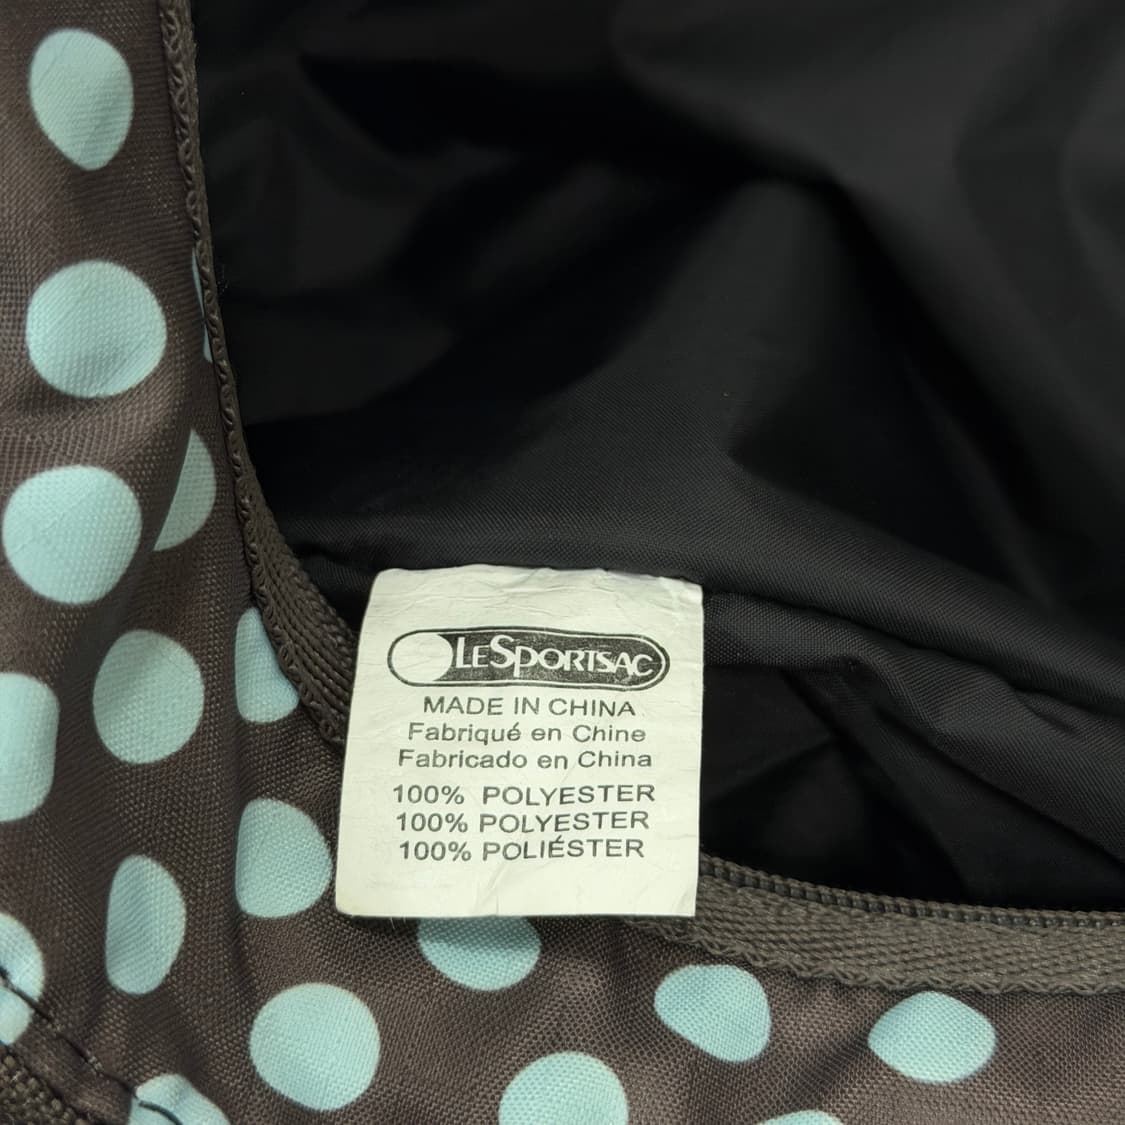 LESPORTSAC
MADE IN CHINA
Fabriqué en Chine
Fabricado en China
100% POLYESTER
100% POLYESTER
100% POLIÉSTER